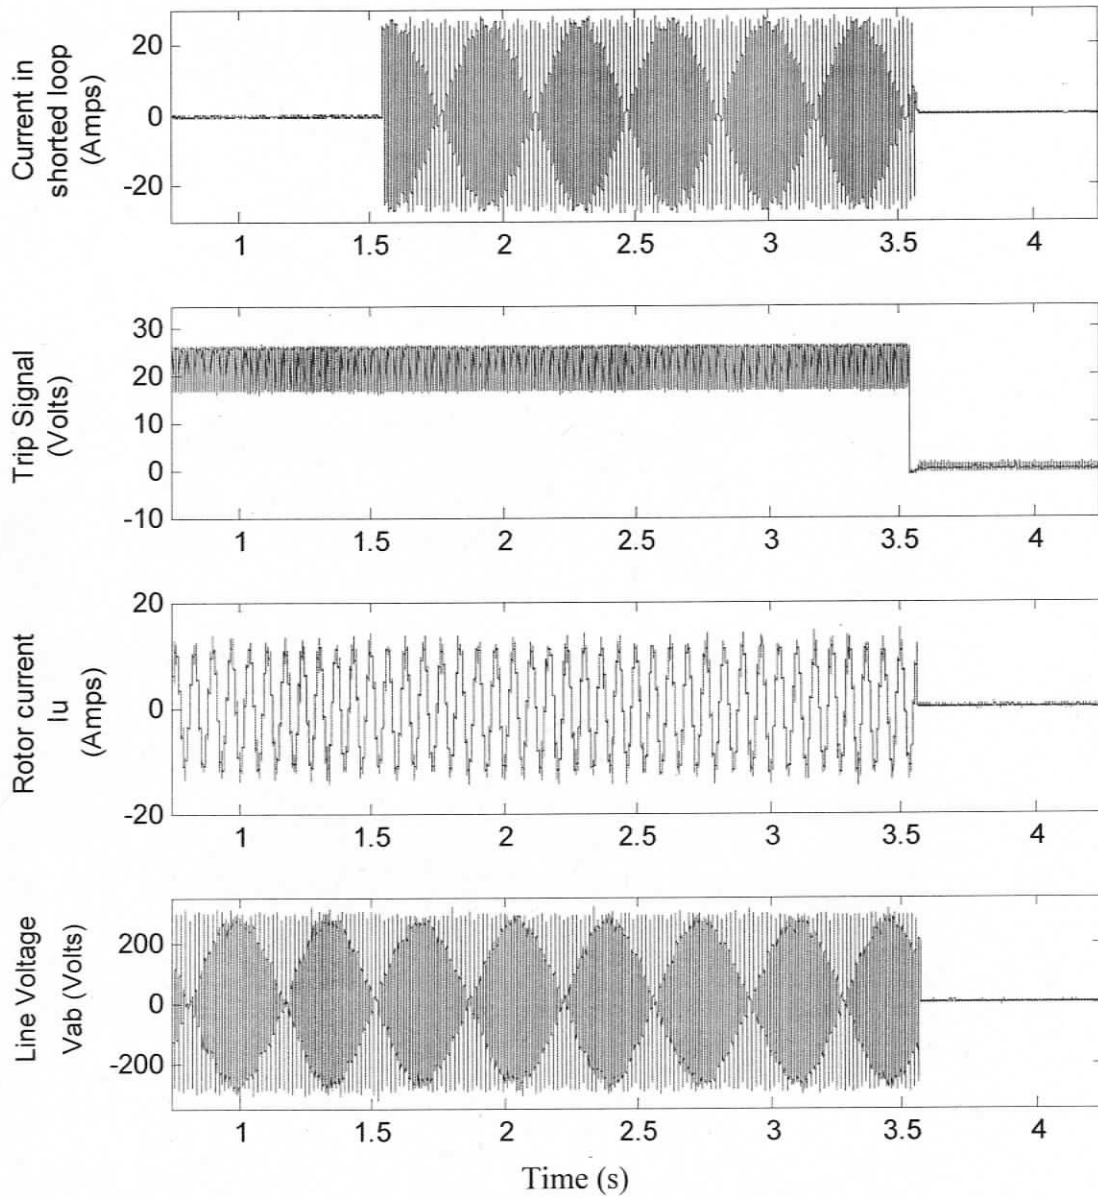 Current in
shorted loop
(Amps)
20
0
-20
1 1.5 2 2.5 3 3.5 4
Trip Signal
(Volts)
30
20
10
0
-10
1 1.5 2 2.5 3 3.5 4
Rotor current
Iu
(Amps)
20
0
-20
1 1.5 2 2.5 3 3.5 4
Line Voltage
Vab (Volts)
200
0
-200
1 1.5 2 2.5 3 3.5 4
Time (s)